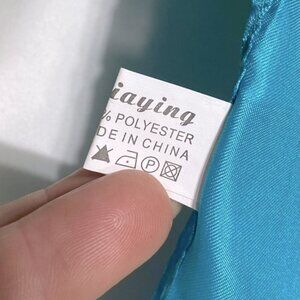 iaying
% POLYESTER
DE IN CHINA
P